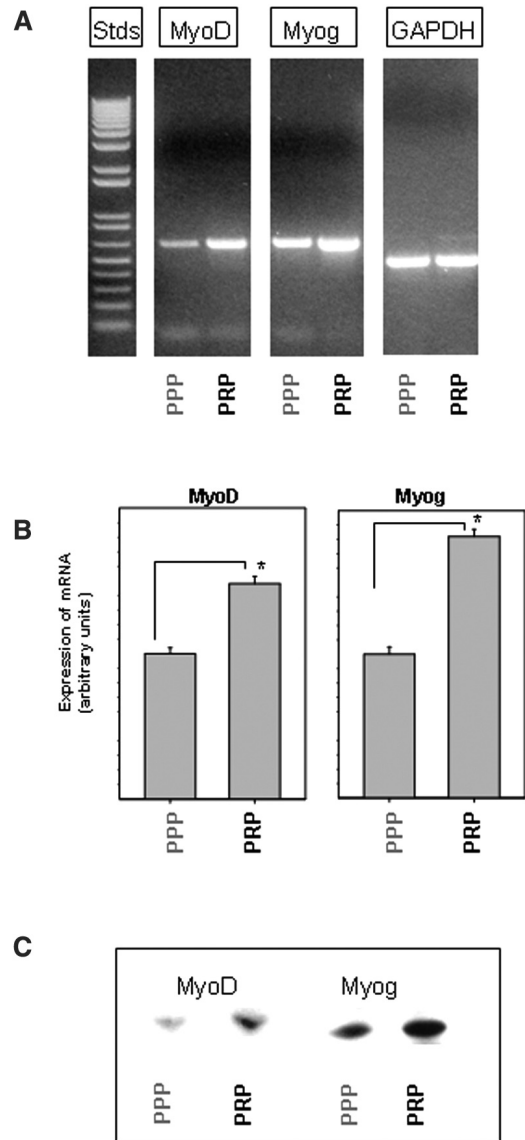 A
Stds MyoD Myog GAPDH
PPP PRP PPP PRP PPP PRP
B
MyoD Myog
Expression of mRNA
(arbitrary units)
* *
PPP PRP PPP PRP
C
MyoD Myog
PPP PRP PPP PRP